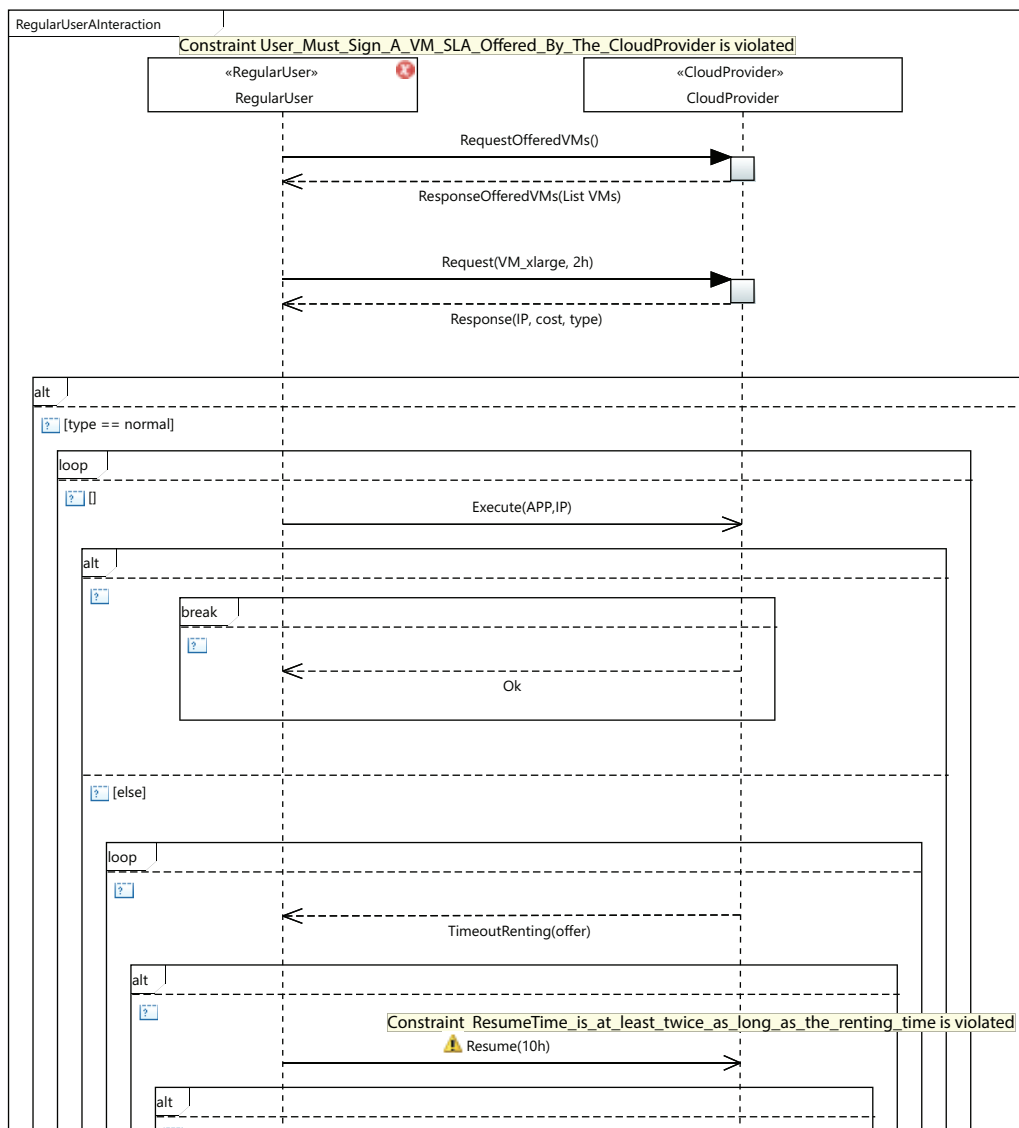 RegularUserAInteraction
Constraint User_Must_Sign_A_VM_SLA_Offered_By_The_CloudProvider is violated
«RegularUser»
RegularUser
«CloudProvider»
CloudProvider
RequestOfferedVMs()
ResponseOfferedVMs(List VMs)
Request(VM_xlarge, 2h)
Response(IP, cost, type)
alt
[type == normal]
loop
[]
Execute(APP,IP)
alt
break
Ok
[else]
loop
TimeoutRenting(offer)
alt
Constraint ResumeTime_is_at_least_twice_as_long_as_the_renting_time is violated
Resume(10h)
alt